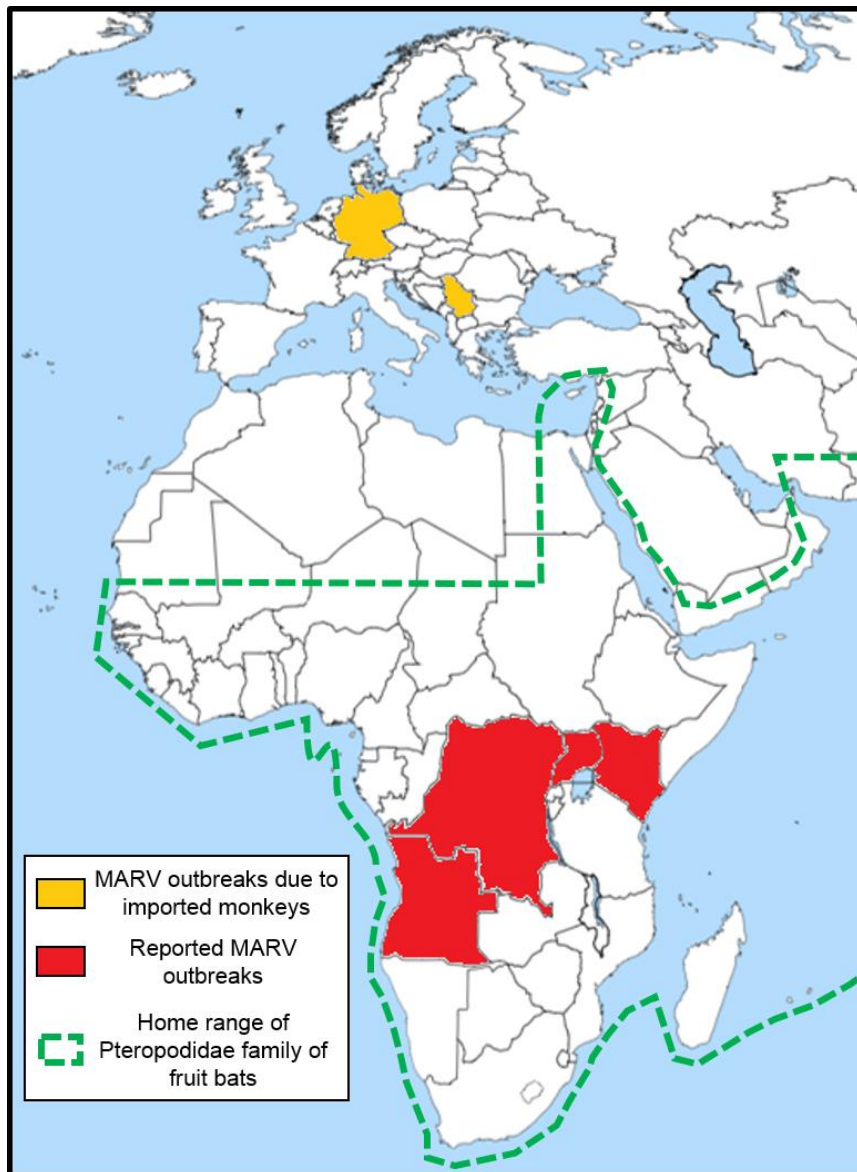 MARV outbreaks due to
imported monkeys
Reported MARV
outbreaks
Home range of
Pteropodidae family of
fruit bats